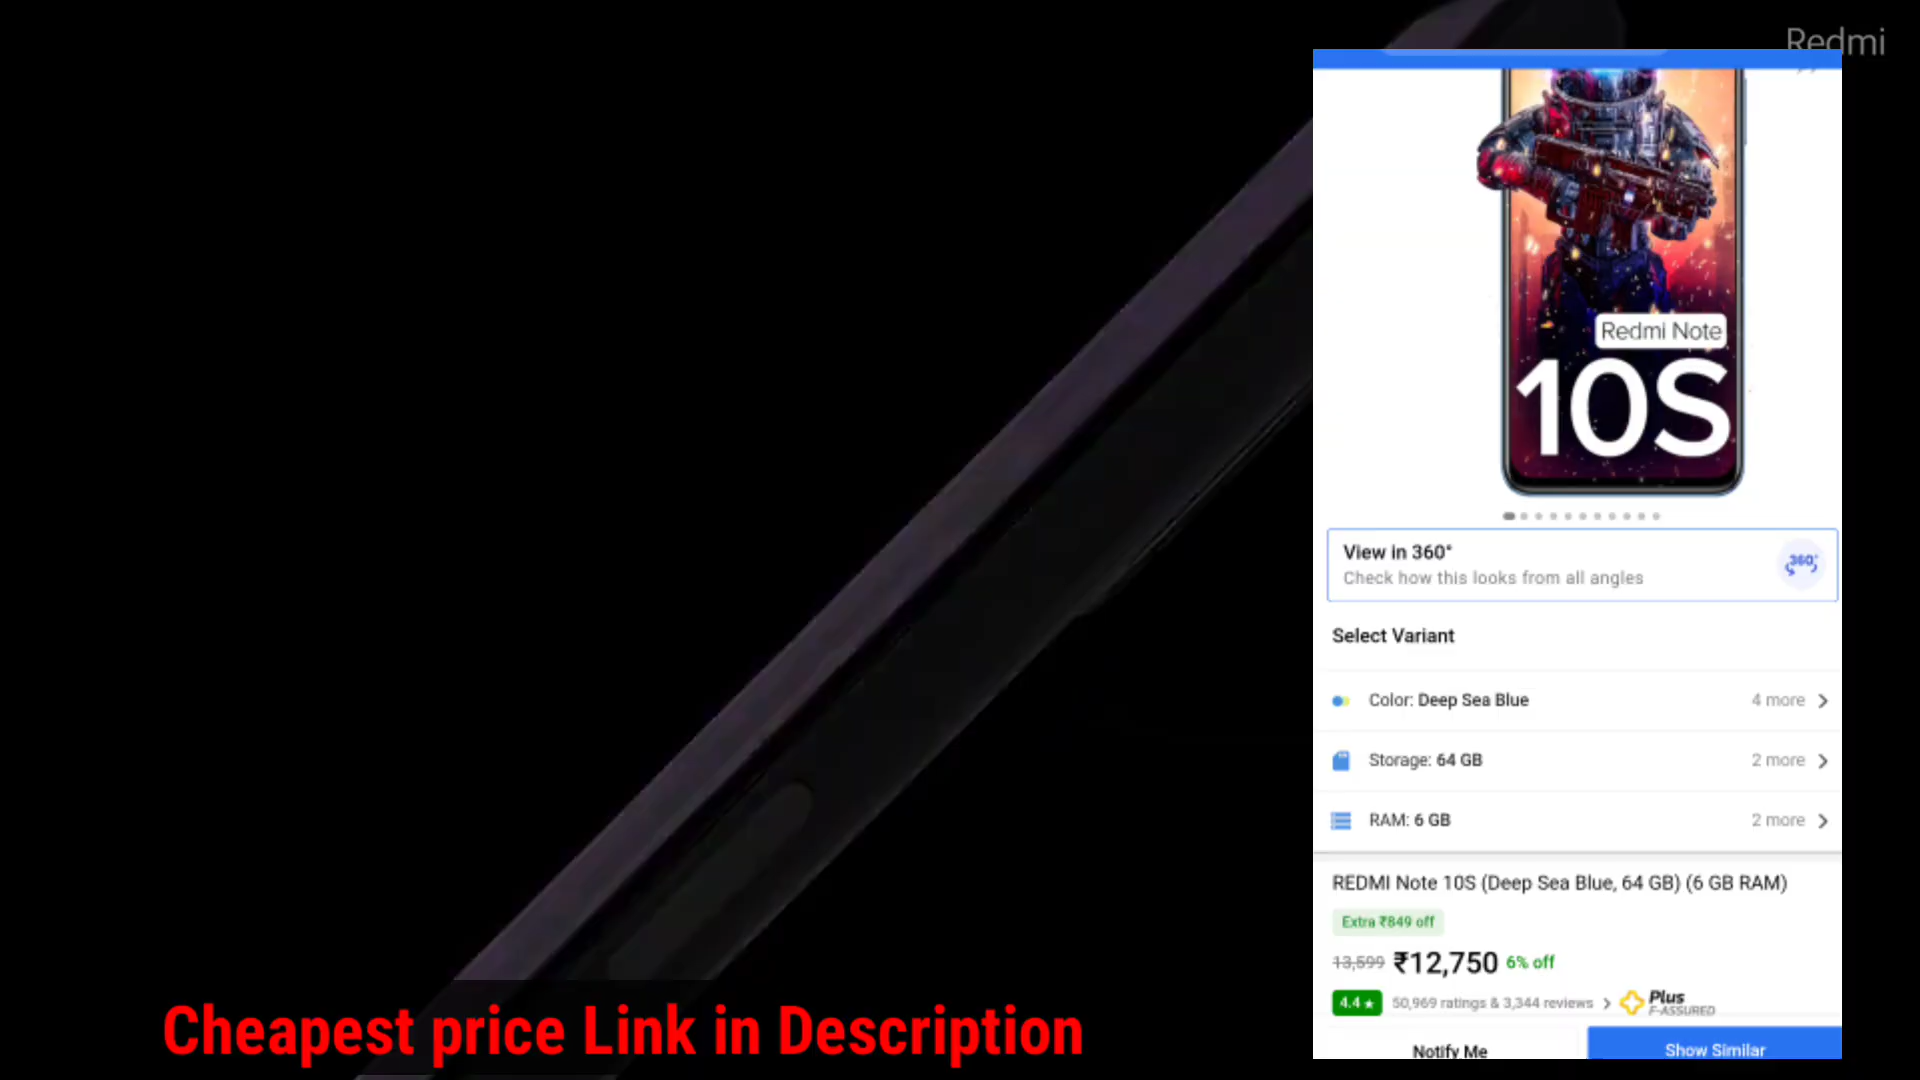 Redmi
Redmi Note
10S
View in 360°
Check how this looks from all angles
360°
Select Variant
Color: Deep Sea Blue
4 more
Storage: 64 GB
2 more
RAM: 6 GB
2 more
REDMI Note 10S (Deep Sea Blue, 64 GB) (6 GB RAM)
Extra ₹849 off
13,599 ₹12,750 6% off
4.4 ★ 50,969 ratings & 3,344 reviews
Plus
F-ASSURED
Notify Me
Show Similar
Cheapest price Link in Description